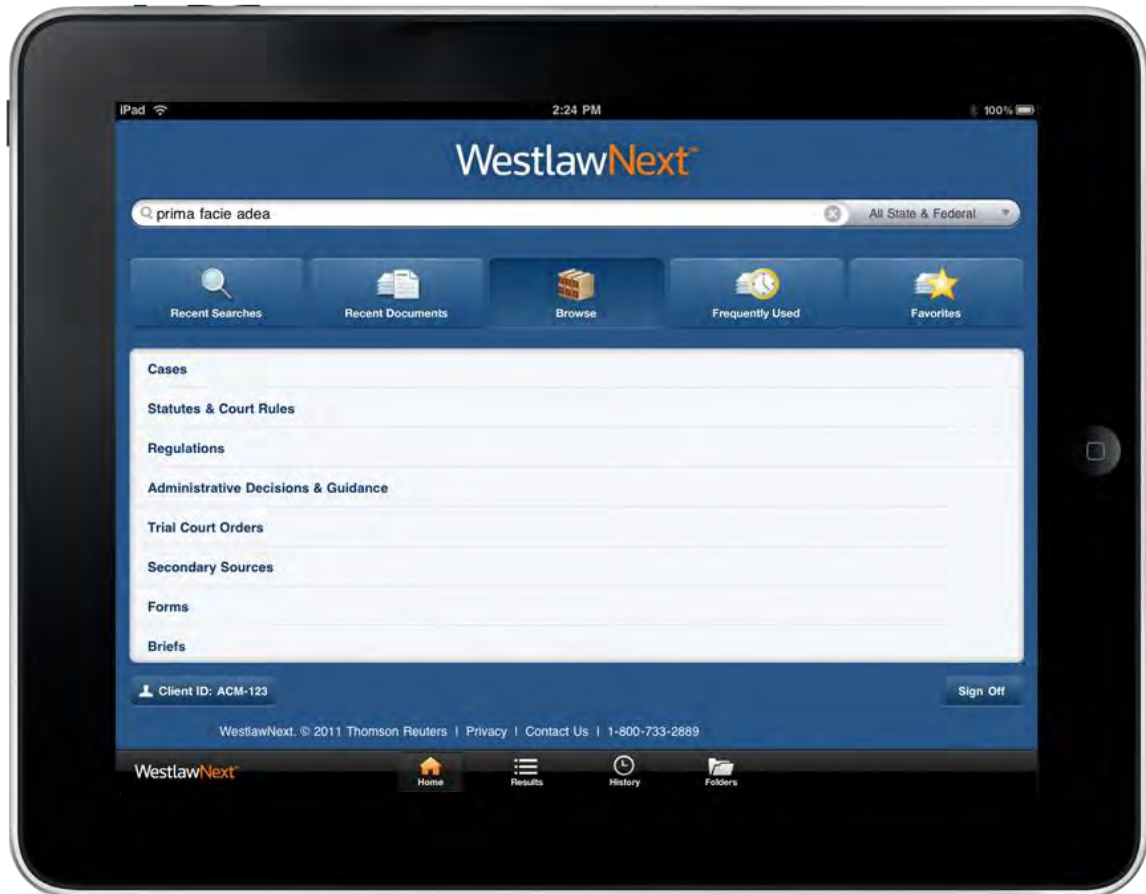 iPad 2:24 PM 100%
WestlawNext™
prima facie adea All State & Federal
Recent Searches Recent Documents Browse Frequently Used Favorites
Cases
Statutes & Court Rules
Regulations
Administrative Decisions & Guidance
Trial Court Orders
Secondary Sources
Forms
Briefs
Client ID: ACM-123 Sign Off
WestlawNext. © 2011 Thomson Reuters | Privacy | Contact Us | 1-800-733-2889
WestlawNext™ Home Results History Folders